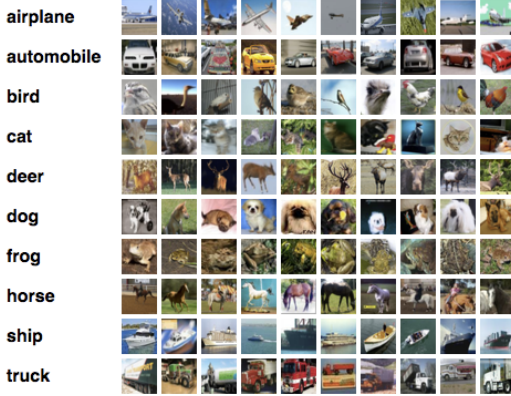 airplane
automobile
bird
cat
deer
dog
frog
horse
ship
truck